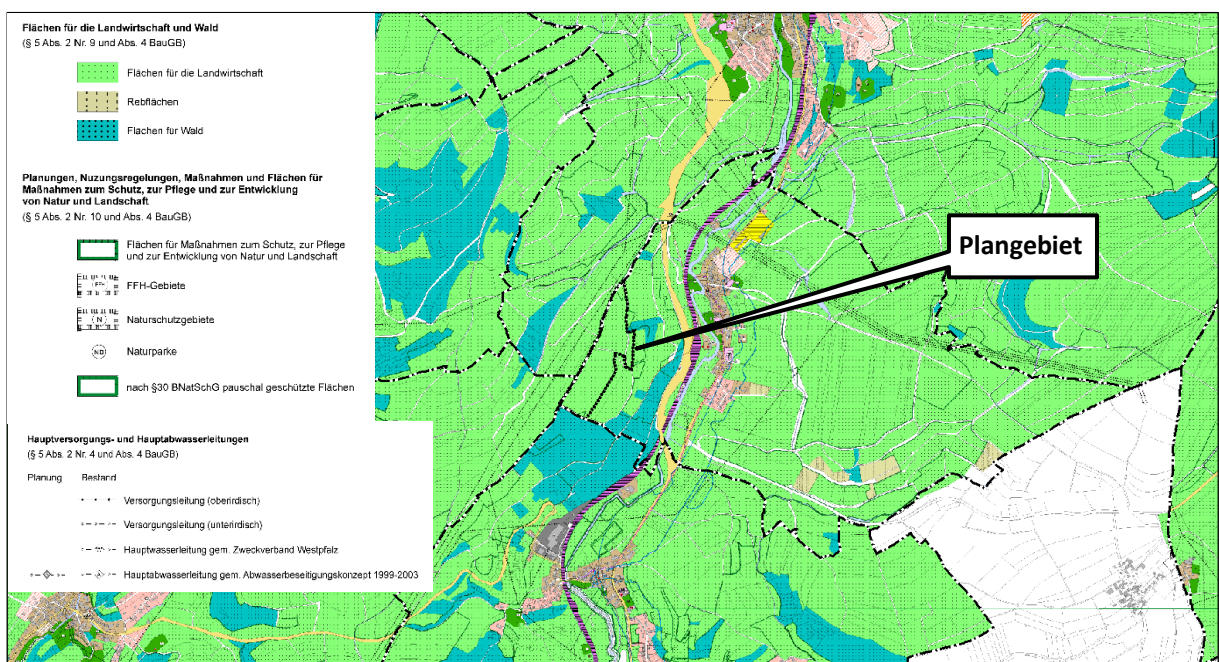 Flächen für die Landwirtschaft und Wald
(§ 5 Abs. 2 Nr. 9 und Abs. 4 BauGB)
Flächen für die Landwirtschaft
Rebflächen
Flächen für Wald
Planungen, Nuzungsregelungen, Maßnahmen und Flächen für
Maßnahmen zum Schutz, zur Pflege und zur Entwicklung
von Natur und Landschaft
(§ 5 Abs. 2 Nr. 10 und Abs. 4 BauGB)
Flächen für Maßnahmen zum Schutz, zur Pflege
und zur Entwicklung von Natur und Landschaft
FFH
FFH-Gebiete
N
Naturschutzgebiete
ND
Naturparke
nach §30 BNatSchG pauschal geschützte Flächen
Hauptversorgungs- und Hauptabwasserleitungen
(§ 5 Abs. 2 Nr. 4 und Abs. 4 BauGB)
Planung Bestand
Versorgungsleitung (oberirdisch)
Versorgungsleitung (unterirdisch)
Hauptwasserleitung gem. Zweckverband Westpfalz
Hauptabwasserleitung gem. Abwasserbeseitigungskonzept 1999-2003
Plangebiet